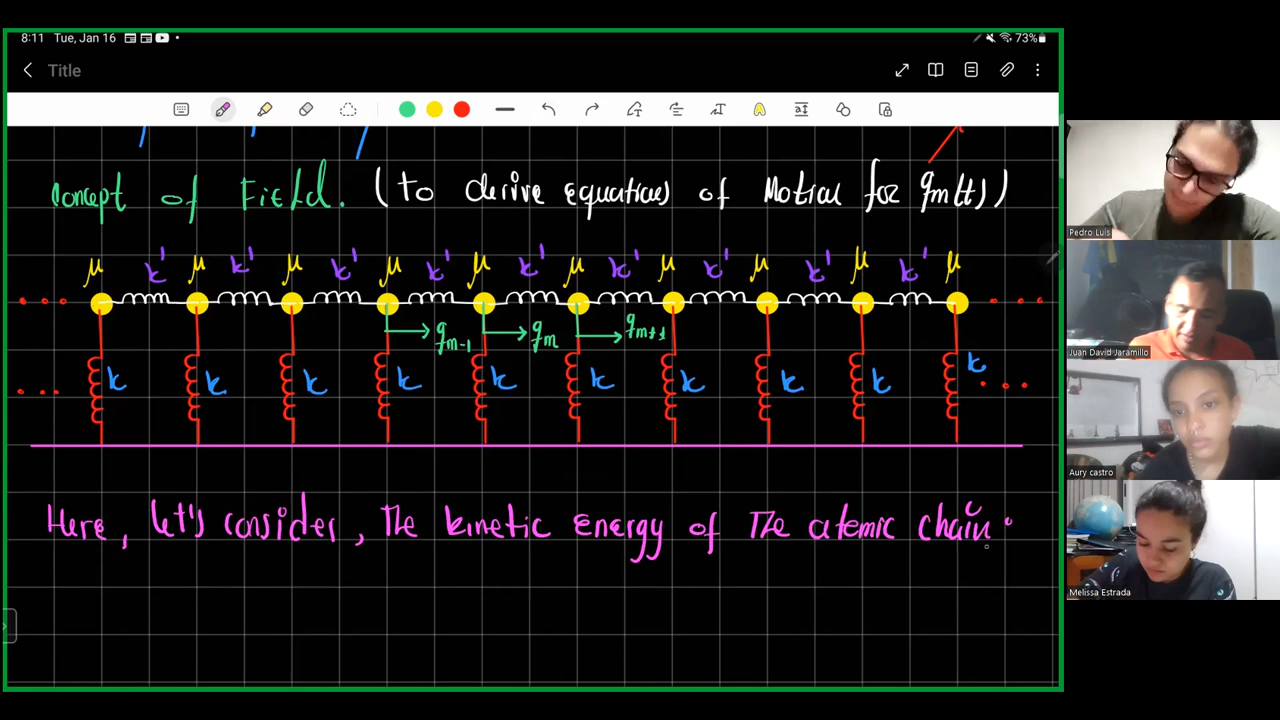 8:11 Tue, Jan 16
73%
Title
Concept of Field. (To derive equations of Motion for qm(t))
μ k' μ k' μ k' μ k' μ k' μ k' μ k' μ k' μ k' μ
qm-1 qm qm+1
k k k k k k k k k k
Here, let's consider, The kinetic energy of The atomic chain:
Pedro Luis
Juan David Jaramillo
Aury castro
Melissa Estrada